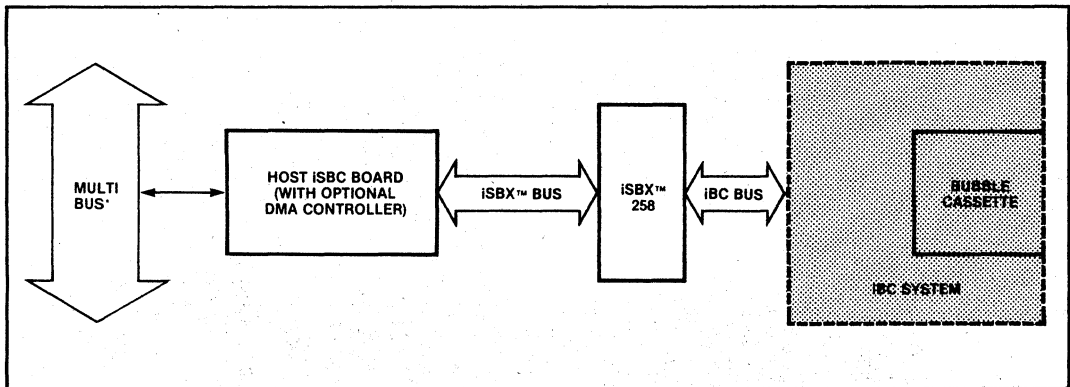 MULTI
BUS*
HOST iSBC BOARD
(WITH OPTIONAL
DMA CONTROLLER)
iSBX™ BUS
iSBX™
258
iBC BUS
BUBBLE
CASSETTE
iBC SYSTEM